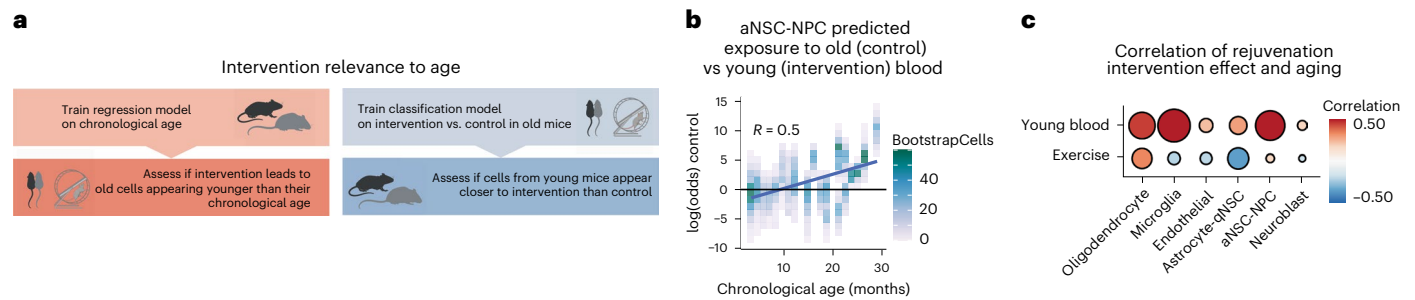 a
Intervention relevance to age
Train regression model
on chronological age
Assess if intervention leads to
old cells appearing younger than their
chronological age
Train classification model
on intervention vs. control in old mice
Assess if cells from young mice appear
closer to intervention than control
b
aNSC-NPC predicted
exposure to old (control)
vs young (intervention) blood
log(odds) control
15
10
5
0
−5
−10
R = 0.5
10
20
30
Chronological age (months)
BootstrapCells
40
20
0
c
Correlation of rejuvenation
intervention effect and aging
Young blood
Exercise
Oligodendrocyte
Microglia
Endothelial
Astrocyte-qNSC
aNSC-NPC
Neuroblast
Correlation
0.50
−0.50